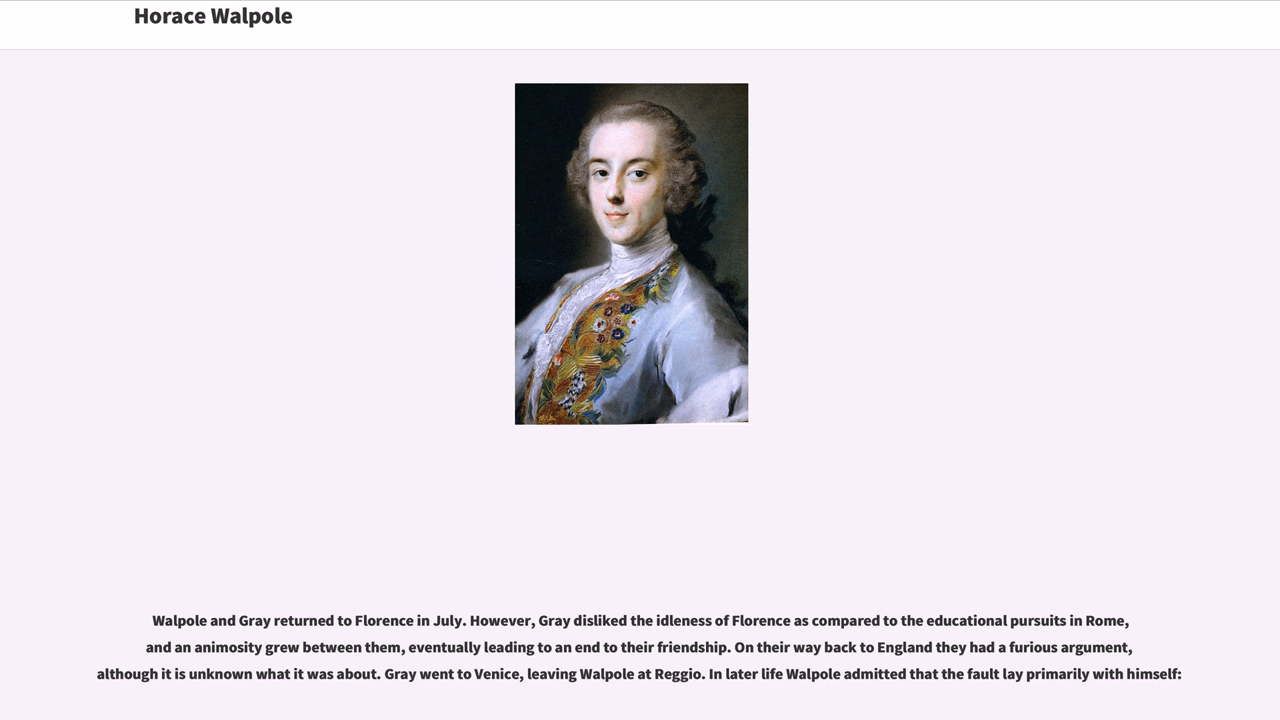 Horace Walpole
Walpole and Gray returned to Florence in July. However, Gray disliked the idleness of Florence as compared to the educational pursuits in Rome,
and an animosity grew between them, eventually leading to an end to their friendship. On their way back to England they had a furious argument,
although it is unknown what it was about. Gray went to Venice, leaving Walpole at Reggio. In later life Walpole admitted that the fault lay primarily with himself: